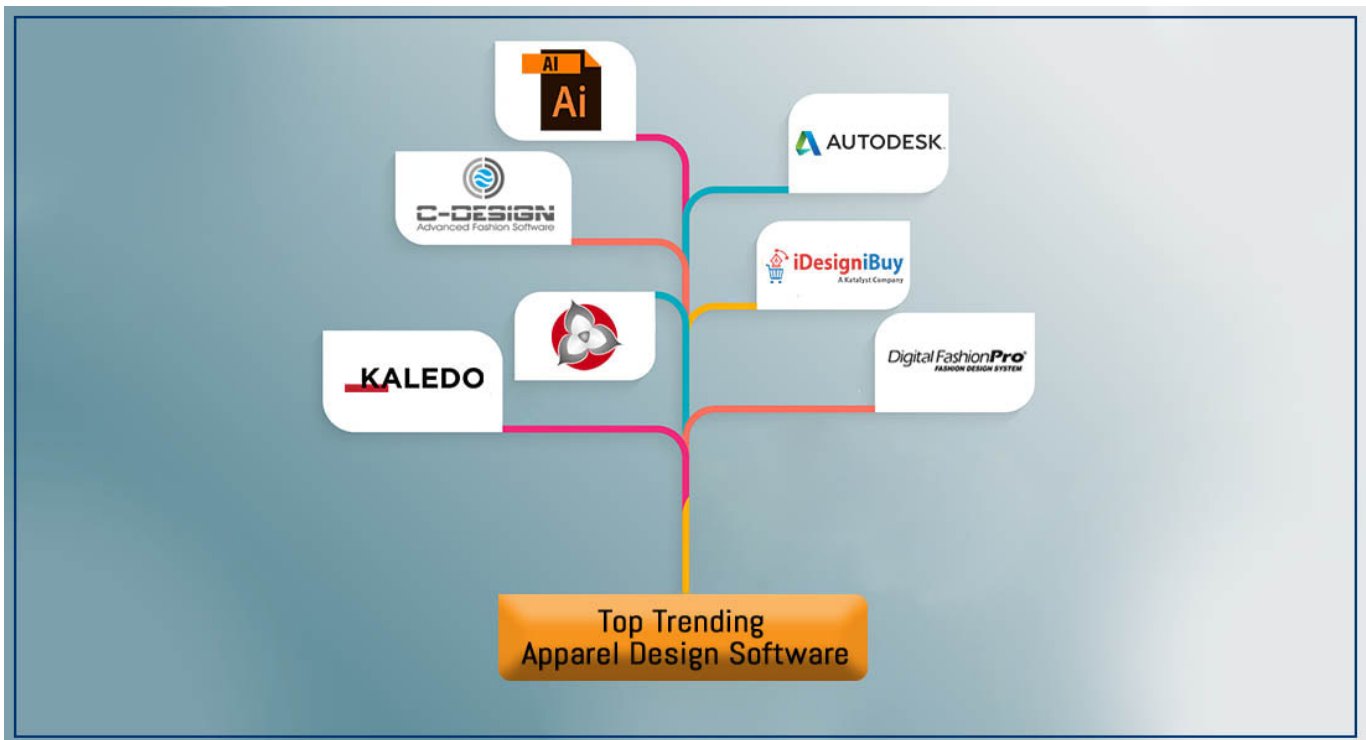 AI
Ai
AUTODESK.
C-DESIGN
Advanced Fashion Software
iDesigniBuy
A Katalyst Company
KALEDO
Digital FashionPro
FASHION DESIGN SYSTEM
Top Trending
Apparel Design Software